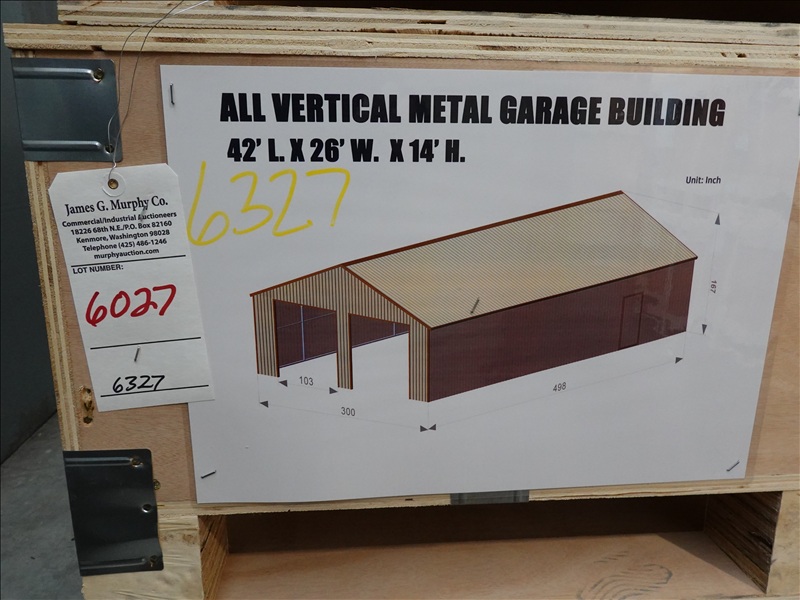 ALL VERTICAL METAL GARAGE BUILDING
42' L. X 26' W. X 14' H.
6327
Unit: Inch
167
103
300
498
James G. Murphy Co.
Commercial/Industrial Auctioneers
18226 68th N.E./P.O. Box 82160
Kenmore, Washington 98028
Telephone (425) 486-1246
murphyauction.com
LOT NUMBER:
6027
1
6327